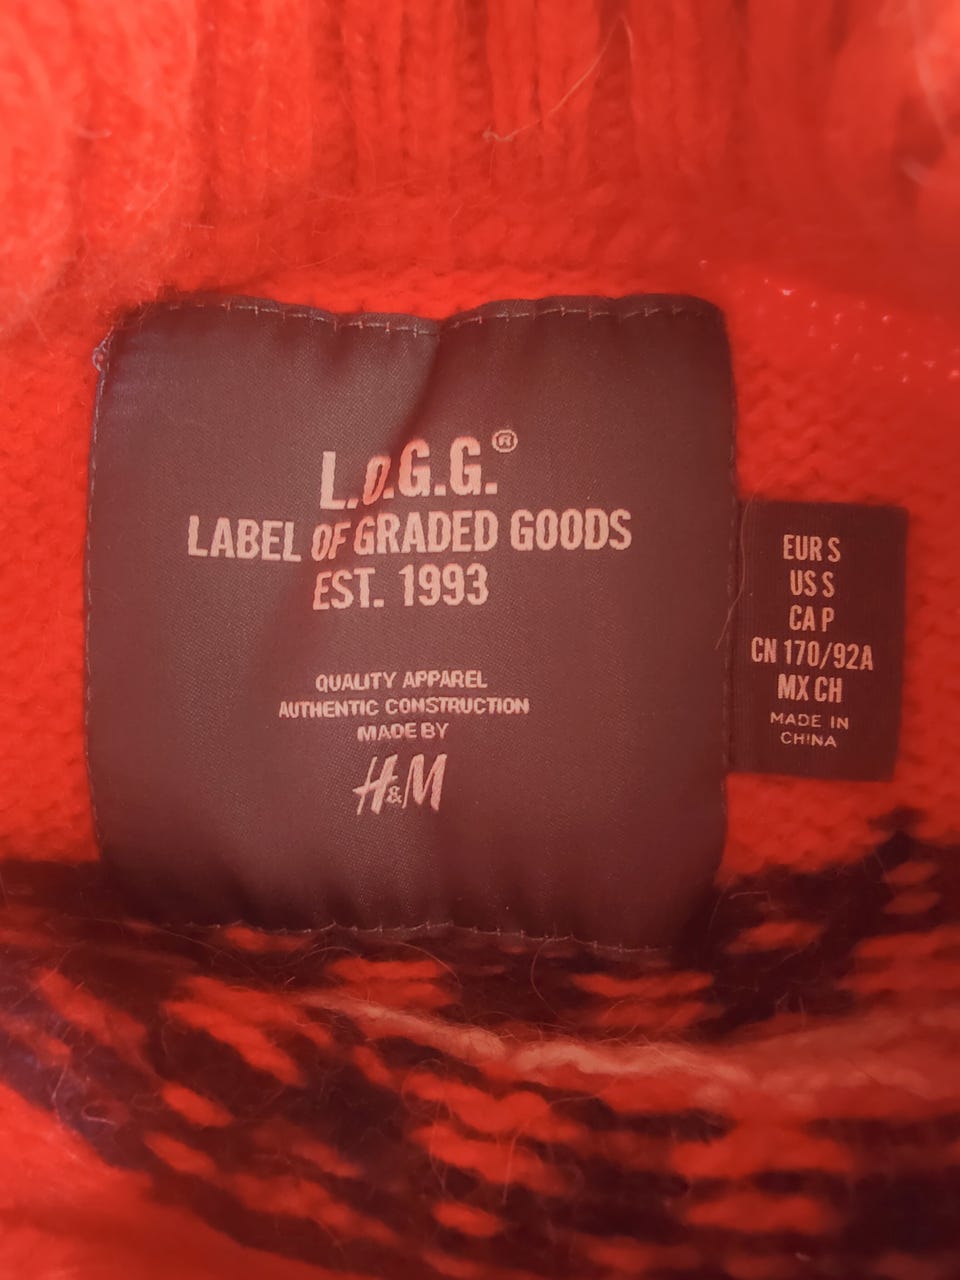 L.O.G.G.®
LABEL OF GRADED GOODS
EST. 1993
QUALITY APPAREL
AUTHENTIC CONSTRUCTION
MADE BY
H&M
EUR S
US S
CA P
CN 170/92A
MX CH
MADE IN
CHINA